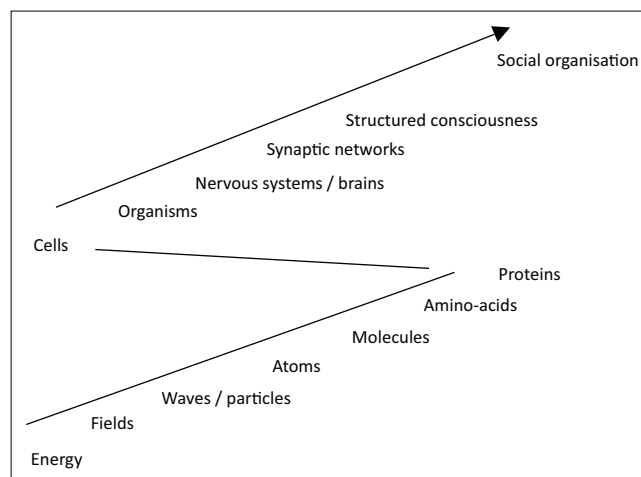 Social organisation
Structured consciousness
Synaptic networks
Nervous systems / brains
Organisms
Cells
Proteins
Amino-acids
Molecules
Atoms
Waves / particles
Fields
Energy